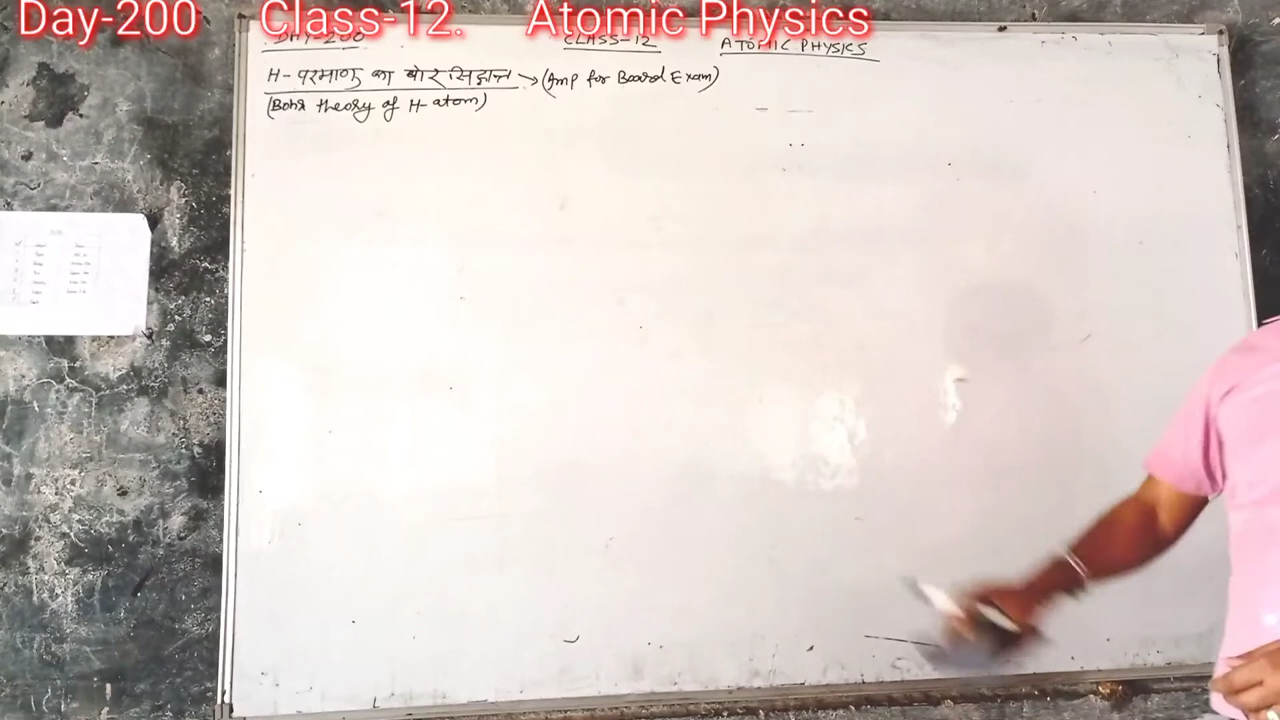 Day-200 Class-12. Atomic Physics
DAY-200 CLASS-12 ATOMIC PHYSICS
H- परमाणु का बोर सिद्धान्त → (Imp for Board Exam)
(Bohr theory of H-atom)